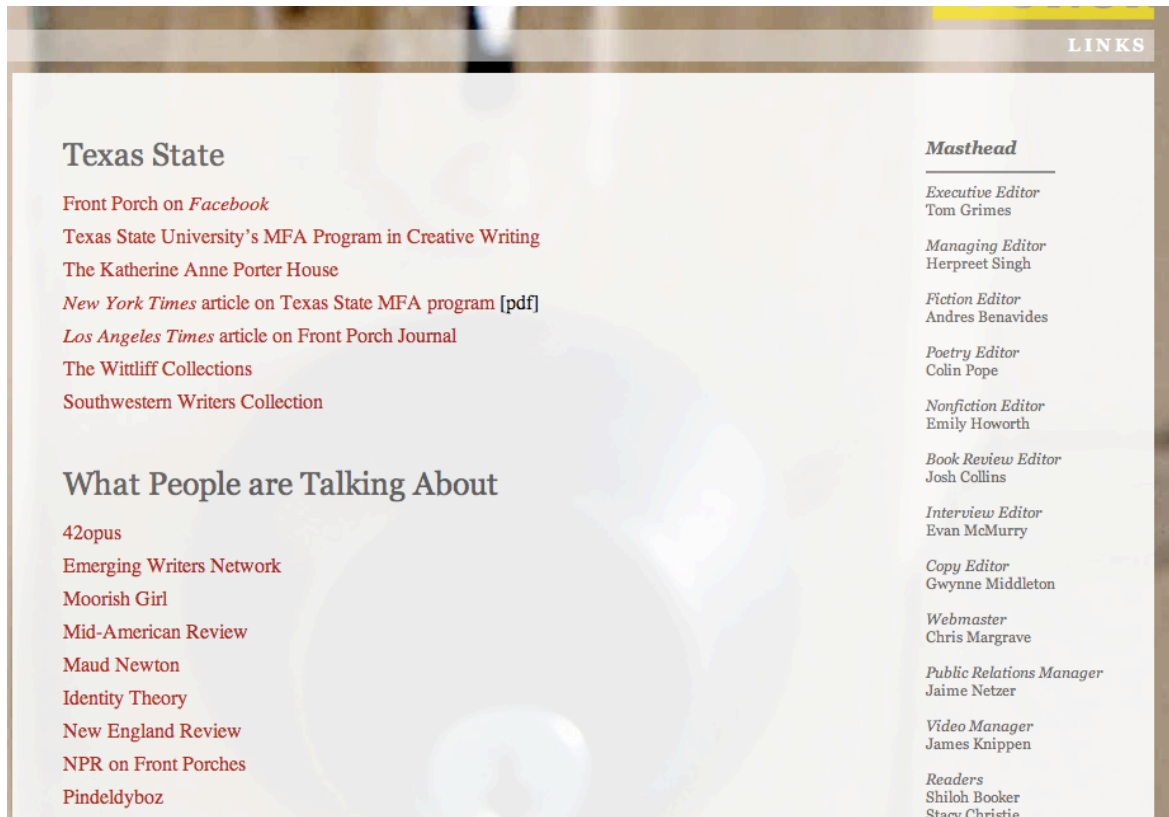 LINKS
Texas State
Front Porch on Facebook
Texas State University's MFA Program in Creative Writing
The Katherine Anne Porter House
New York Times article on Texas State MFA program [pdf]
Los Angeles Times article on Front Porch Journal
The Wittliff Collections
Southwestern Writers Collection
What People are Talking About
42opus
Emerging Writers Network
Moorish Girl
Mid-American Review
Maud Newton
Identity Theory
New England Review
NPR on Front Porches
Pindeldyboz
Masthead
Executive Editor
Tom Grimes
Managing Editor
Herpreet Singh
Fiction Editor
Andres Benavides
Poetry Editor
Colin Pope
Nonfiction Editor
Emily Howorth
Book Review Editor
Josh Collins
Interview Editor
Evan McMurry
Copy Editor
Gwynne Middleton
Webmaster
Chris Margrave
Public Relations Manager
Jaime Netzer
Video Manager
James Knippen
Readers
Shiloh Booker
Stacy Christie